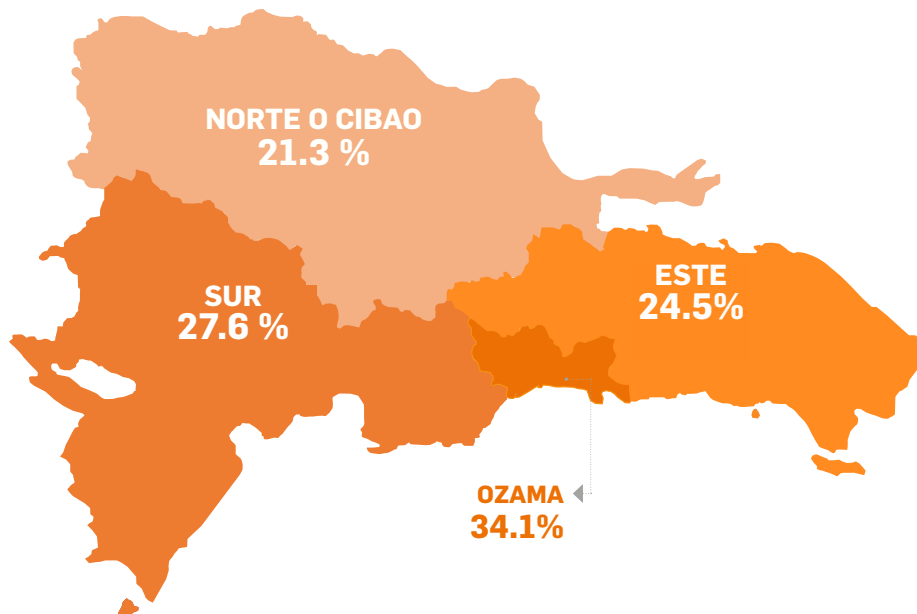 NORTE O CIBAO
21.3 %
SUR
27.6 %
ESTE
24.5%
OZAMA
34.1%